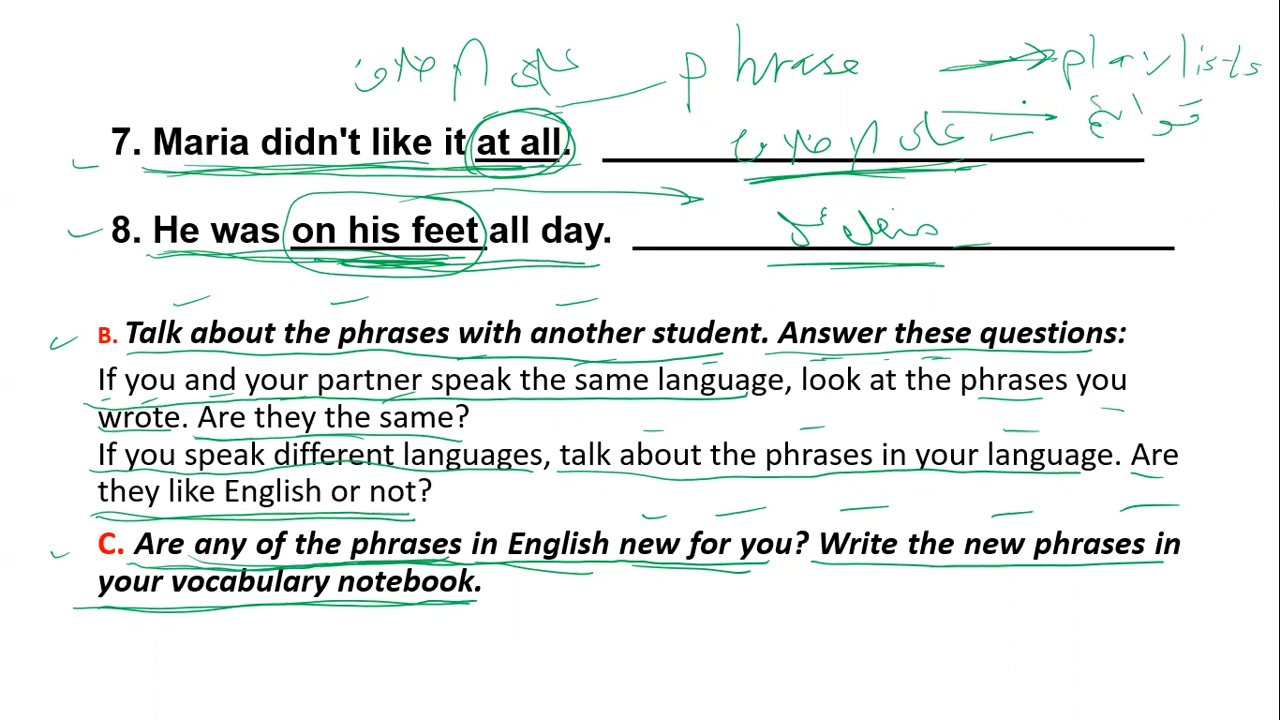 على الإطلاق phrase playlists
7. Maria didn't like it at all. على الإطلاق
8. He was on his feet all day.
B. Talk about the phrases with another student. Answer these questions:
If you and your partner speak the same language, look at the phrases you
wrote. Are they the same?
If you speak different languages, talk about the phrases in your language. Are
they like English or not?
C. Are any of the phrases in English new for you? Write the new phrases in
your vocabulary notebook.